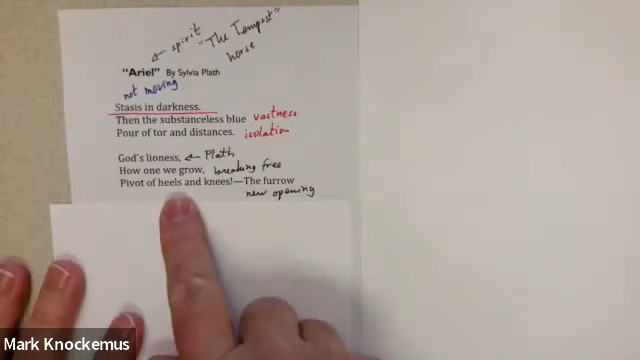 ← spirit "The Tempest"
horse
"Ariel" By Sylvia Plath
not moving
Stasis in darkness.
Then the substanceless blue vastness
Pour of tor and distances. isolation
God's lioness, ← Plath
How one we grow, breaking free
Pivot of heels and knees!—The furrow
new opening
Mark Knockemus